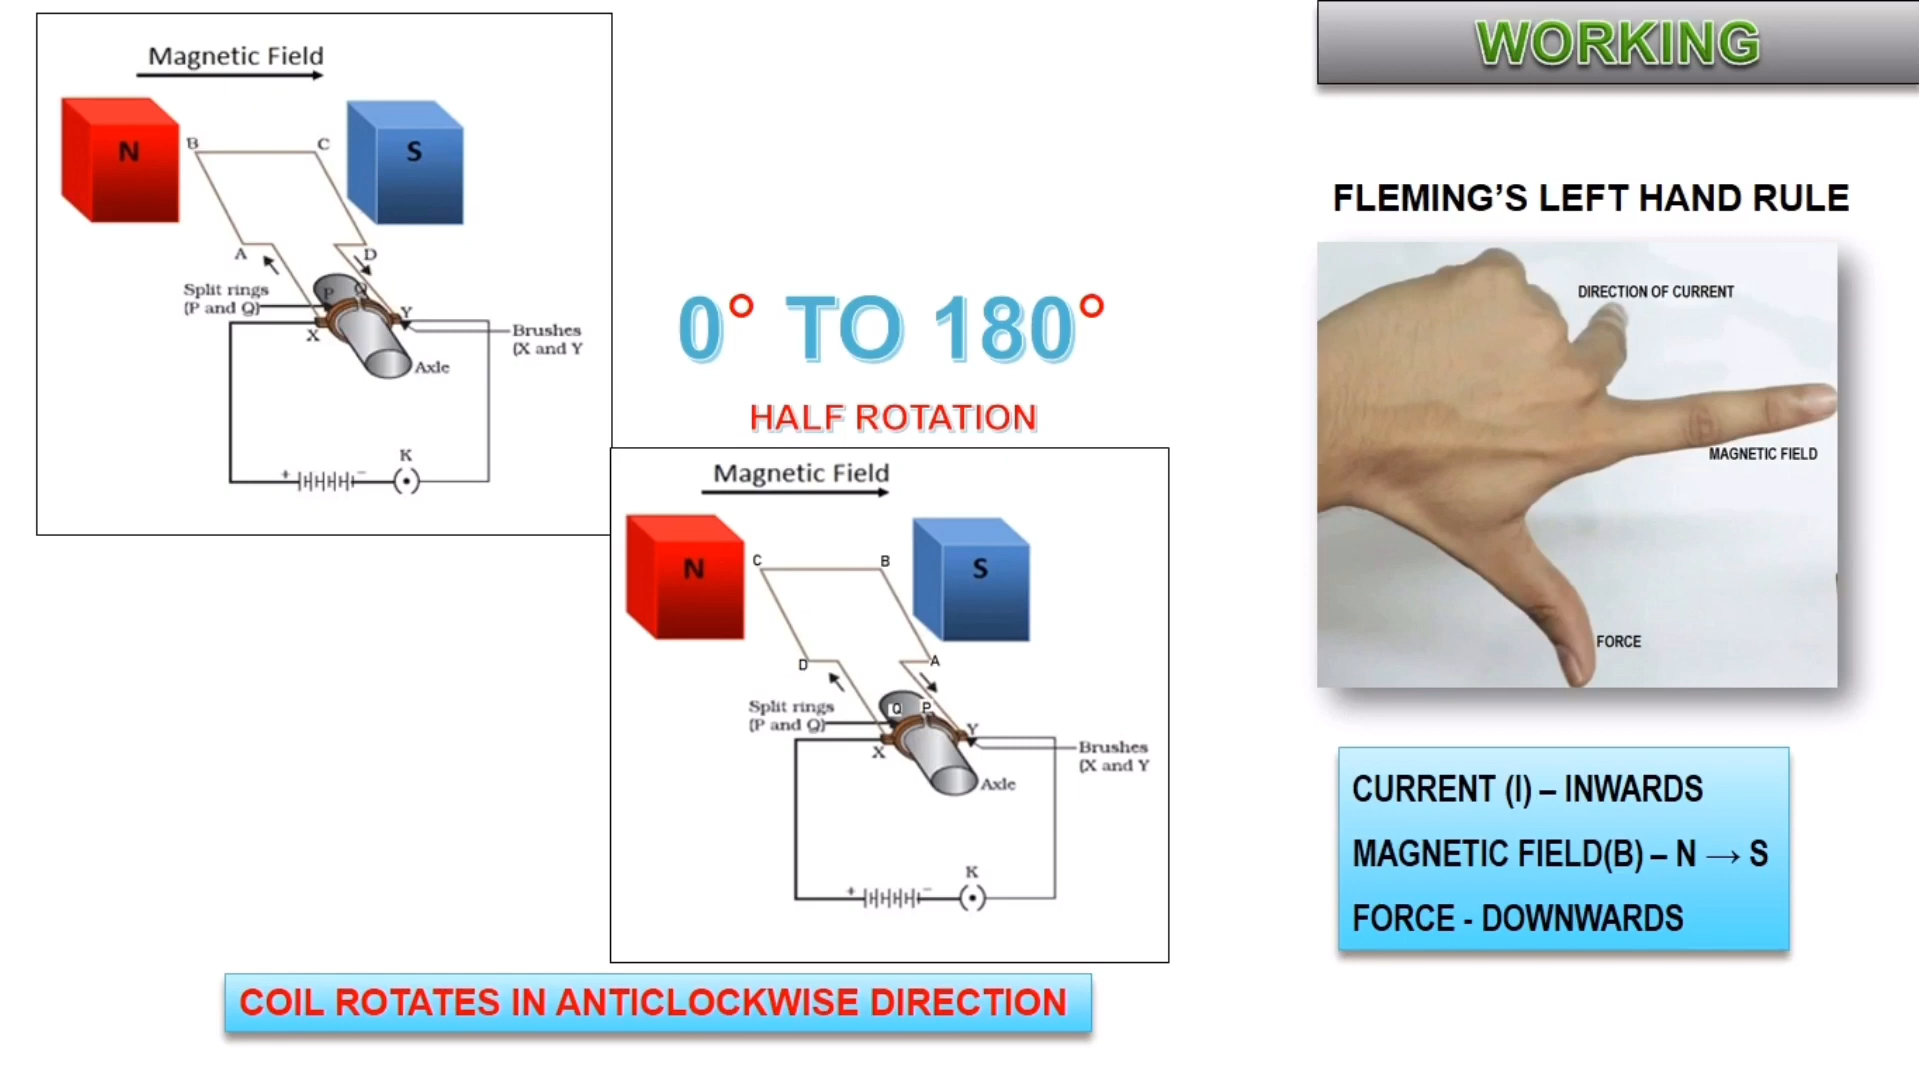 WORKING
Magnetic Field
N
S
B
C
A
D
Split rings
(P and Q)
P
Q
X
Y
Brushes
(X and Y
Axle
+
−
K
0° TO 180°
HALF ROTATION
Magnetic Field
N
S
C
B
D
A
Split rings
(P and Q)
Q
P
X
Y
Brushes
(X and Y
Axle
+
−
K
COIL ROTATES IN ANTICLOCKWISE DIRECTION
FLEMING’S LEFT HAND RULE
DIRECTION OF CURRENT
MAGNETIC FIELD
FORCE
CURRENT (I) – INWARDS
MAGNETIC FIELD(B) – N → S
FORCE - DOWNWARDS